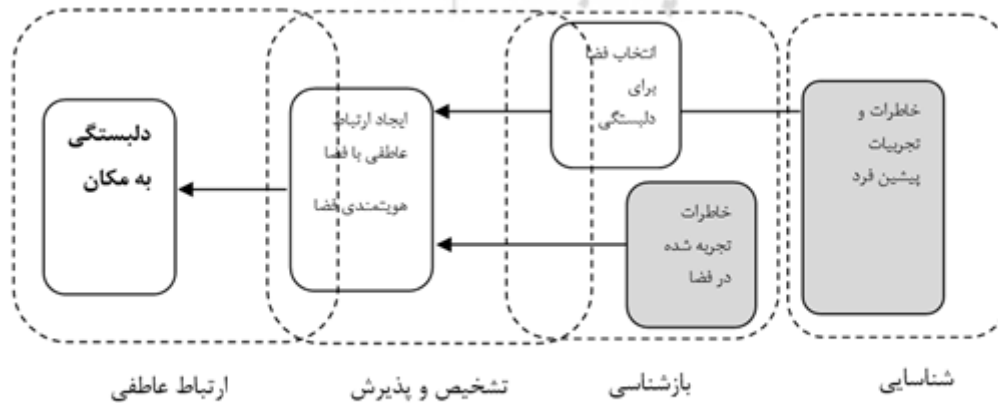 خاطرات و
تجربیات
پیشین فرد
انتخاب فضا
برای
دلبستگی
خاطرات
تجربه شده
در فضا
ایجاد ارتباط
عاطفی با فضا
هویتمندی فضا
دلبستگی
به مکان
شناسایی
بازشناسی
تشخیص و پذیرش
ارتباط عاطفی